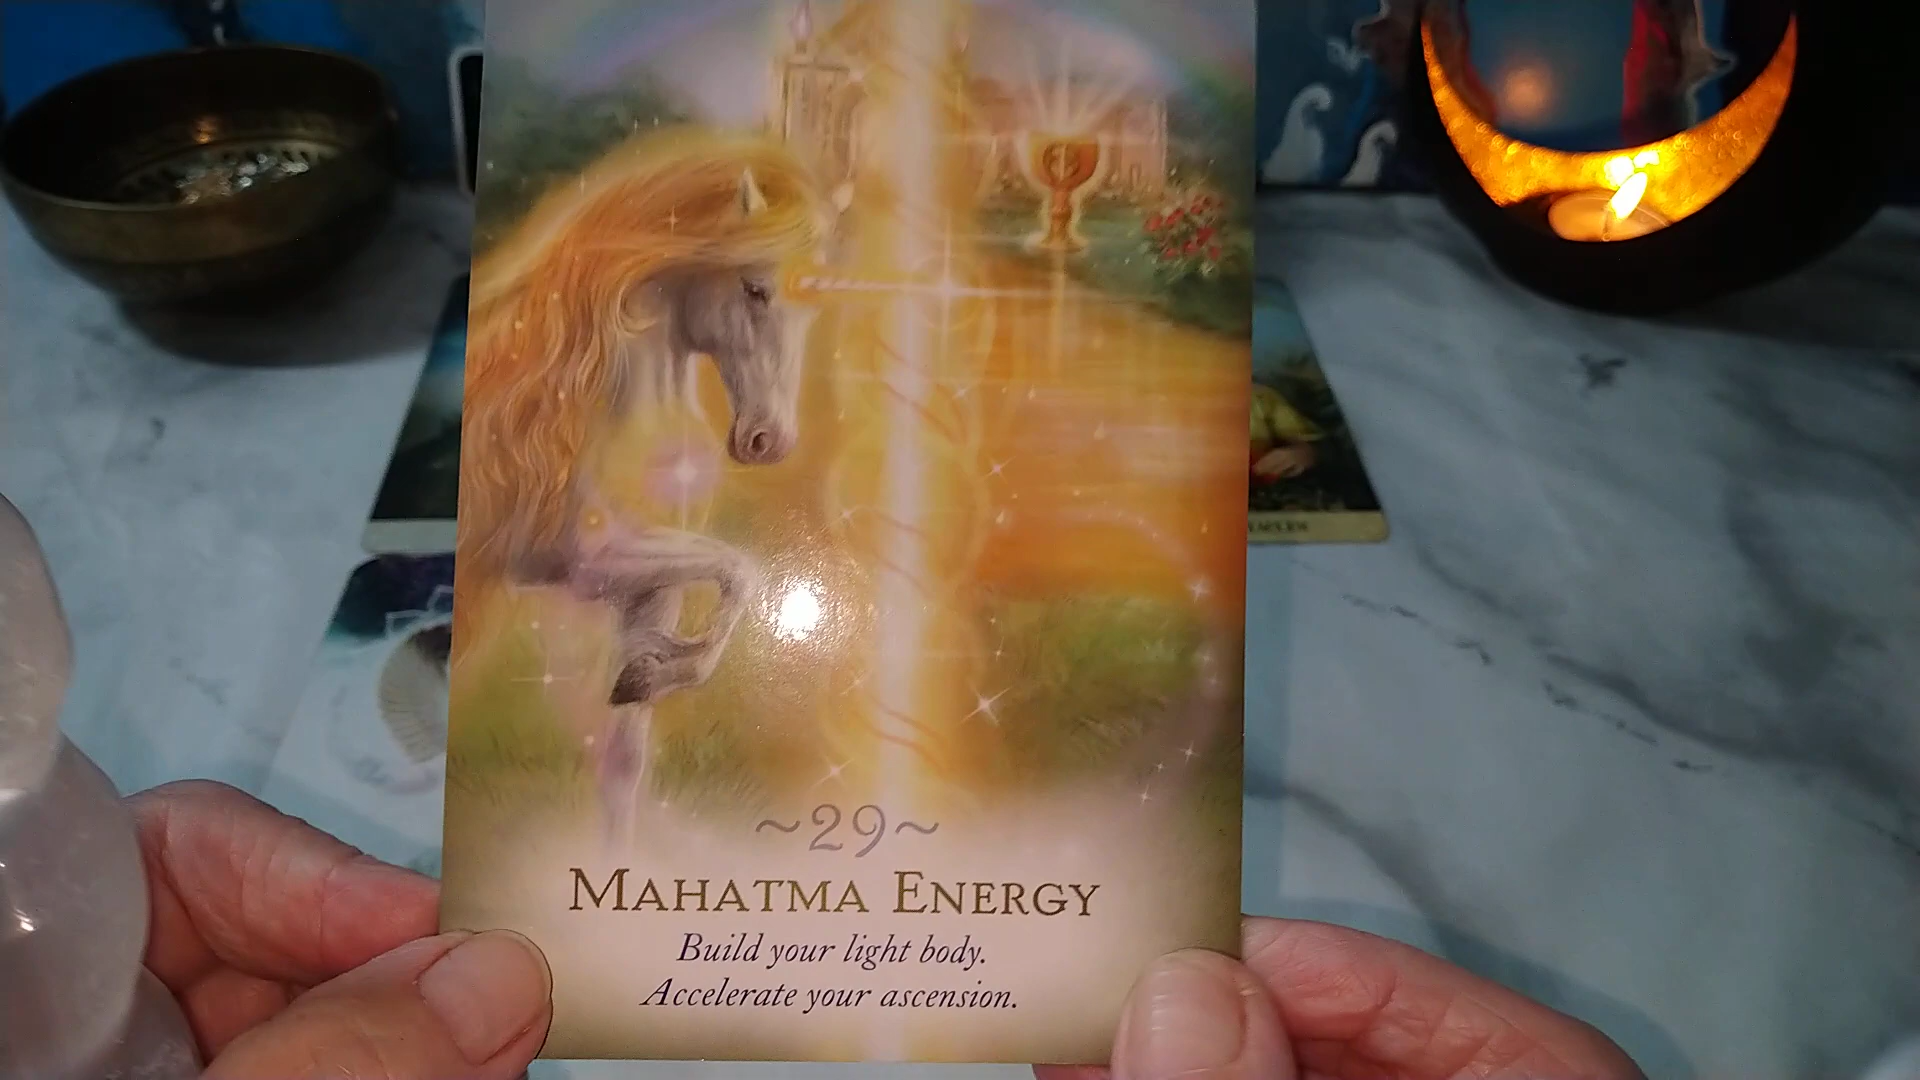 ~29~
Mahatma Energy
Build your light body.
Accelerate your ascension.